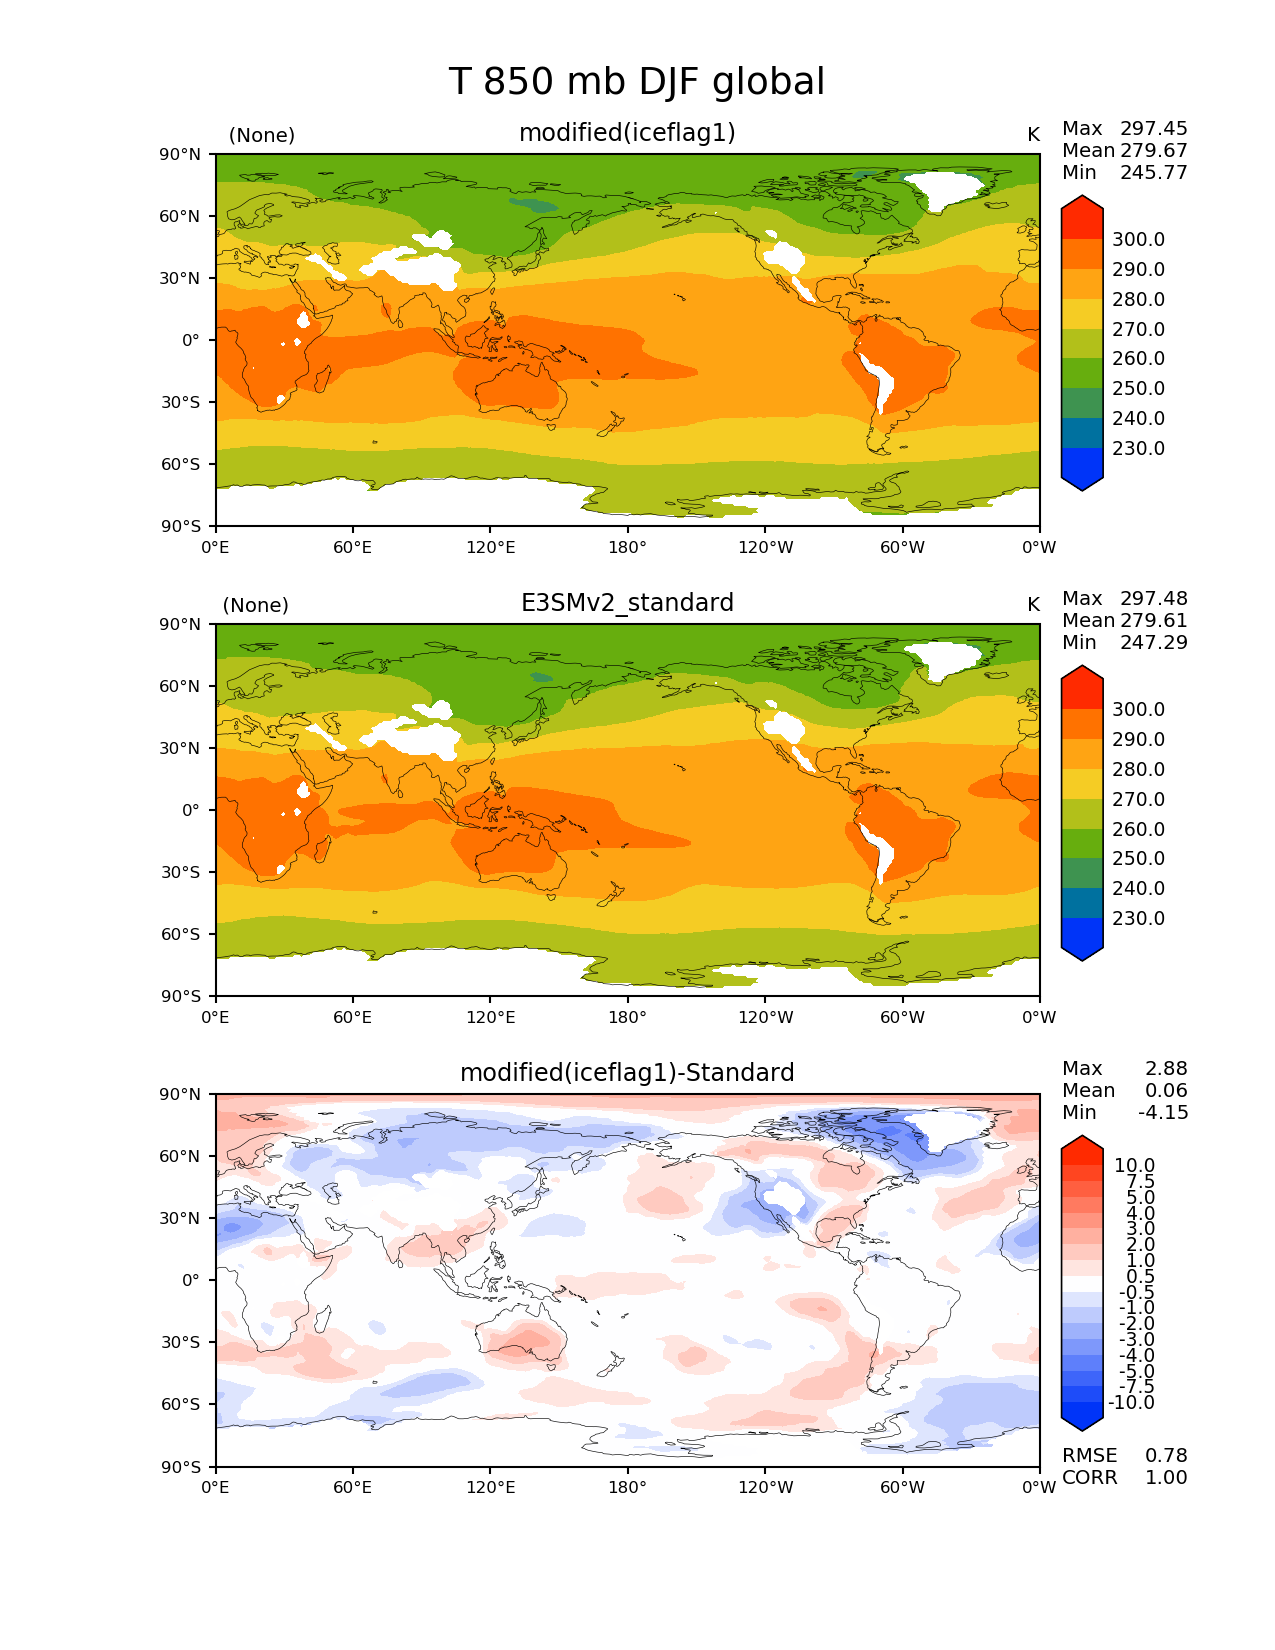 T 850 mb DJF global
(None) modified(iceflag1) K
Max 297.45
Mean 279.67
Min 245.77
90°N
60°N
30°N
0°
30°S
60°S
90°S
0°E 60°E 120°E 180° 120°W 60°W 0°W
300.0
290.0
280.0
270.0
260.0
250.0
240.0
230.0
(None) E3SMv2_standard K
Max 297.48
Mean 279.61
Min 247.29
90°N
60°N
30°N
0°
30°S
60°S
90°S
0°E 60°E 120°E 180° 120°W 60°W 0°W
300.0
290.0
280.0
270.0
260.0
250.0
240.0
230.0
modified(iceflag1)-Standard
Max 2.88
Mean 0.06
Min -4.15
90°N
60°N
30°N
0°
30°S
60°S
90°S
0°E 60°E 120°E 180° 120°W 60°W 0°W
10.0
7.5
5.0
4.0
3.0
2.0
1.0
0.5
-0.5
-1.0
-2.0
-3.0
-4.0
-5.0
-7.5
-10.0
RMSE 0.78
CORR 1.00